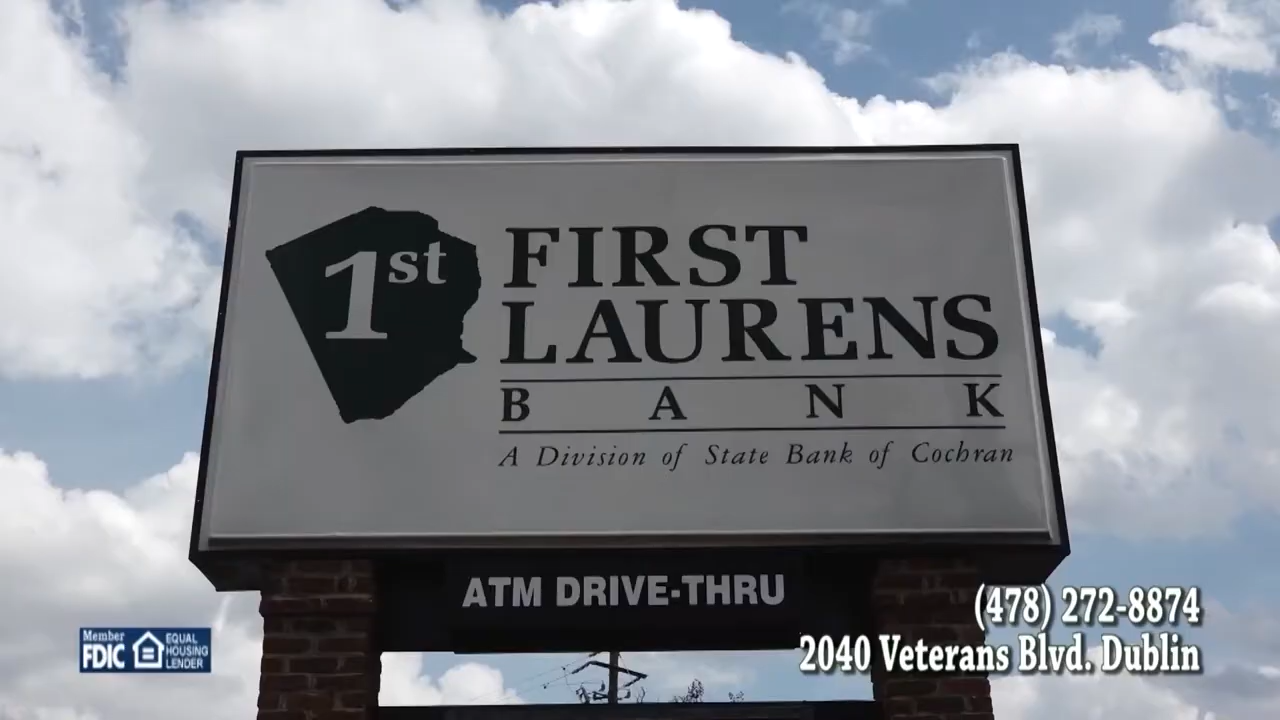 1st
FIRST
LAURENS
BANK
A Division of State Bank of Cochran
ATM DRIVE-THRU
(478) 272-8874
2040 Veterans Blvd. Dublin
Member
FDIC
EQUAL
HOUSING
LENDER